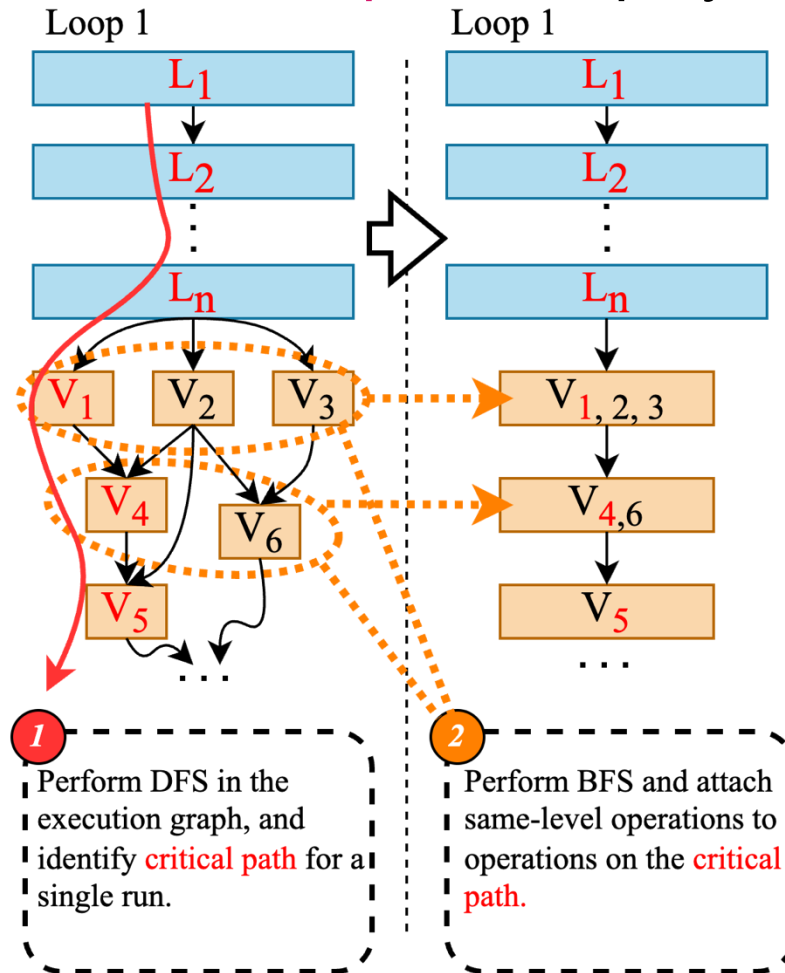 Loop 1
L1
L2
Ln
V1
V2
V3
V4
V6
V5
...
1
Perform DFS in the
execution graph, and
identify critical path for a
single run.
Loop 1
L1
L2
Ln
V1, 2, 3
V4,6
V5
...
2
Perform BFS and attach
same-level operations to
operations on the critical
path.